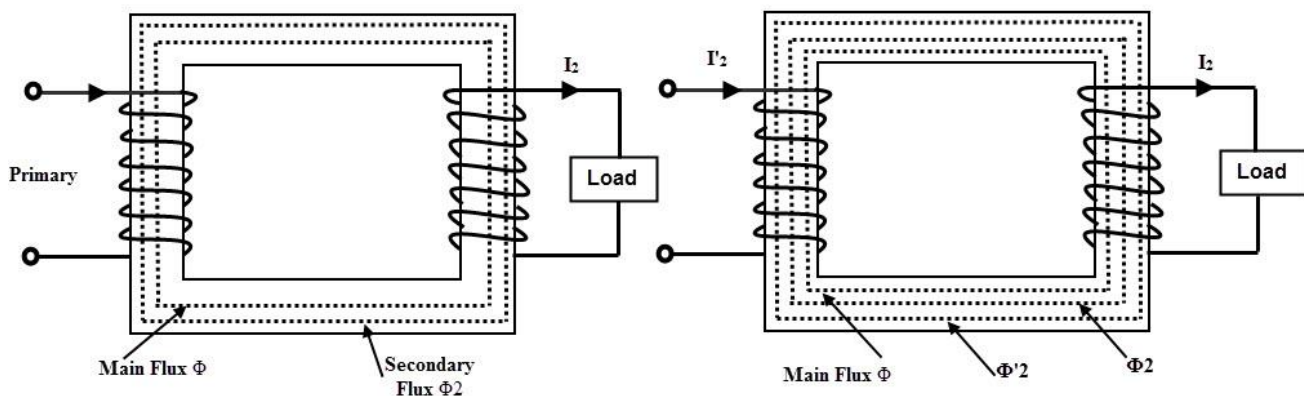 I2
Primary
Load
Main Flux Φ
Secondary
Flux Φ2
I'2
I2
Load
Main Flux Φ
Φ'2
Φ2